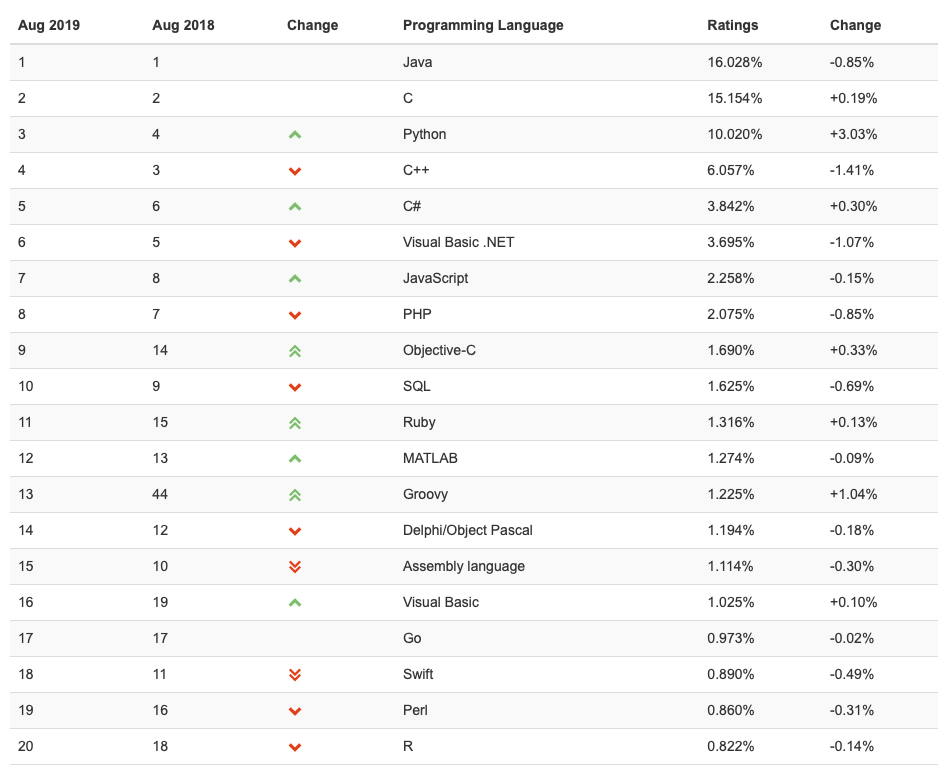 Aug 2019 Aug 2018 Change Programming Language Ratings Change
1 1 Java 16.028% -0.85%
2 2 C 15.154% +0.19%
3 4 Python 10.020% +3.03%
4 3 C++ 6.057% -1.41%
5 6 C# 3.842% +0.30%
6 5 Visual Basic .NET 3.695% -1.07%
7 8 JavaScript 2.258% -0.15%
8 7 PHP 2.075% -0.85%
9 14 Objective-C 1.690% +0.33%
10 9 SQL 1.625% -0.69%
11 15 Ruby 1.316% +0.13%
12 13 MATLAB 1.274% -0.09%
13 44 Groovy 1.225% +1.04%
14 12 Delphi/Object Pascal 1.194% -0.18%
15 10 Assembly language 1.114% -0.30%
16 19 Visual Basic 1.025% +0.10%
17 17 Go 0.973% -0.02%
18 11 Swift 0.890% -0.49%
19 16 Perl 0.860% -0.31%
20 18 R 0.822% -0.14%